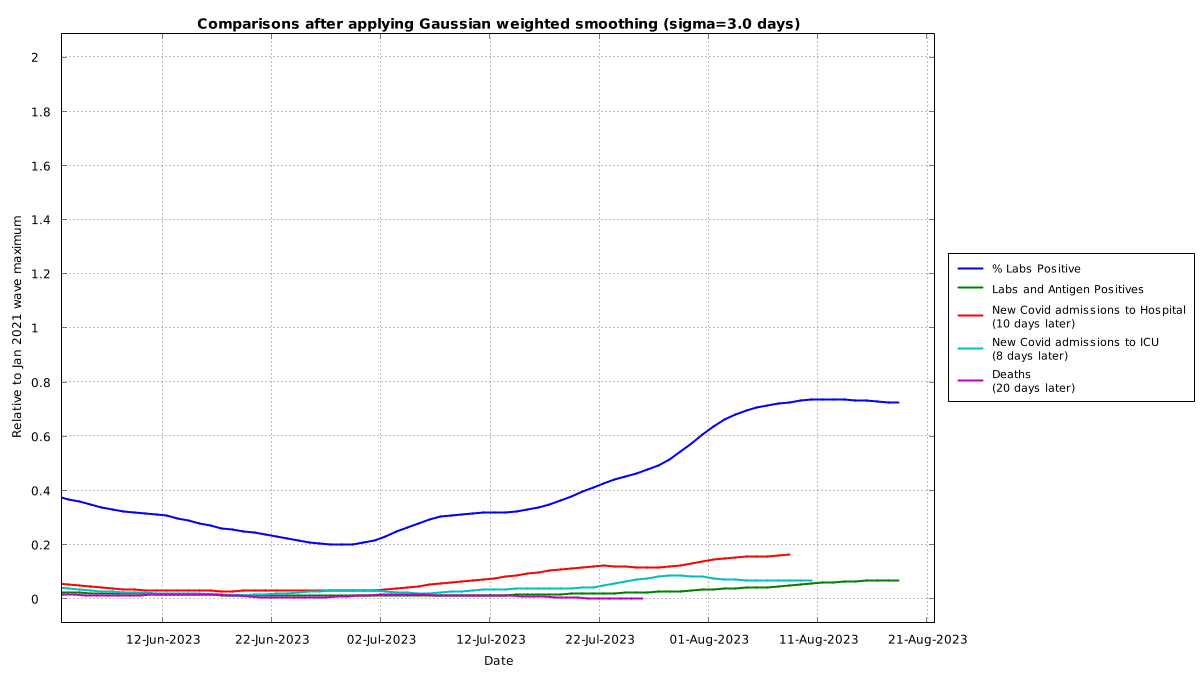 Comparisons after applying Gaussian weighted smoothing (sigma=3.0 days)
2
1.8
1.6
1.4
1.2
1
0.8
0.6
0.4
0.2
0
Relative to Jan 2021 wave maximum
12-Jun-2023
22-Jun-2023
02-Jul-2023
12-Jul-2023
22-Jul-2023
01-Aug-2023
11-Aug-2023
21-Aug-2023
Date
% Labs Positive
Labs and Antigen Positives
New Covid admissions to Hospital
(10 days later)
New Covid admissions to ICU
(8 days later)
Deaths
(20 days later)